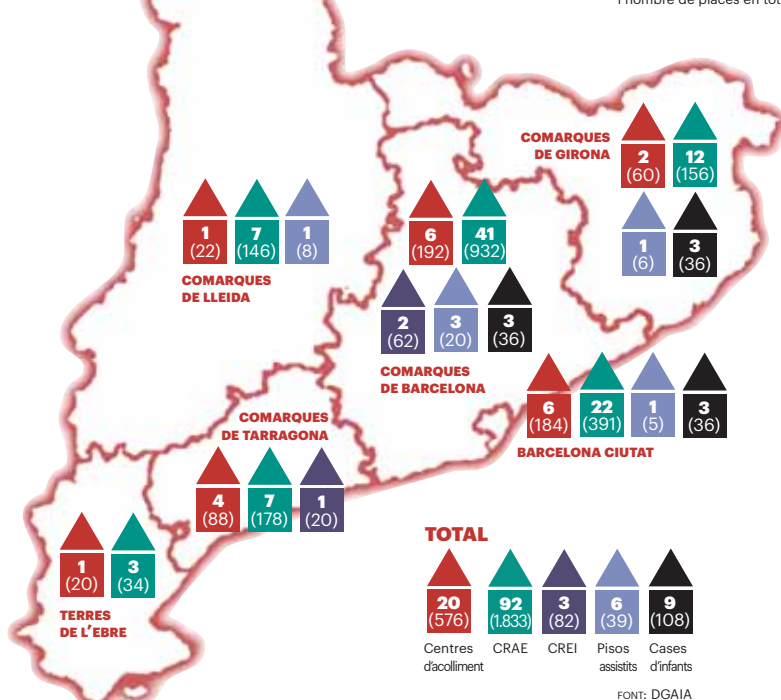 l'nombre de places en tot
COMARQUES
DE GIRONA
2
(60)
12
(156)
1
(6)
3
(36)
1
(22)
7
(146)
1
(8)
COMARQUES
DE LLEIDA
6
(192)
41
(932)
2
(62)
3
(20)
3
(36)
COMARQUES
DE BARCELONA
6
(184)
22
(391)
1
(5)
3
(36)
BARCELONA CIUTAT
COMARQUES
DE TARRAGONA
4
(88)
7
(178)
1
(20)
1
(20)
3
(34)
TERRES
DE L'EBRE
TOTAL
20
(576)
92
(1.833)
3
(82)
6
(39)
9
(108)
Centres
d'acolliment
CRAE
CREI
Pisos
assistits
Cases
d'infants
FONT: DGAIA